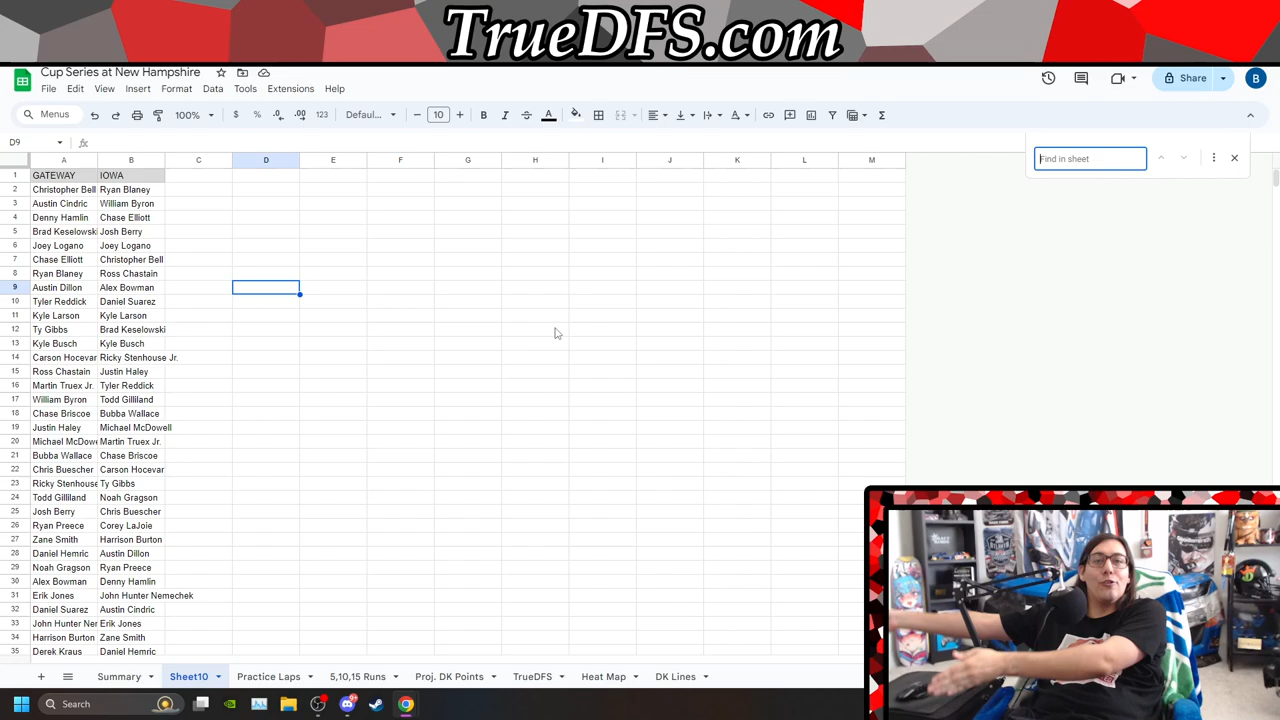 TrueDFS.com
Cup Series at New Hampshire
File Edit View Insert Format Data Tools Extensions Help
Share
B
Menus 100% $ % .0 .00 123 Defaul... 10 B A
D9
Find in sheet
A B C D E F G H I J K L M
1 GATEWAY IOWA
2 Christopher Bell Ryan Blaney
3 Austin Cindric William Byron
4 Denny Hamlin Chase Elliott
5 Brad Keselowski Josh Berry
6 Joey Logano Joey Logano
7 Chase Elliott Christopher Bell
8 Ryan Blaney Ross Chastain
9 Austin Dillon Alex Bowman
10 Tyler Reddick Daniel Suarez
11 Kyle Larson Kyle Larson
12 Ty Gibbs Brad Keselowski
13 Kyle Busch Kyle Busch
14 Carson Hocevar Ricky Stenhouse Jr.
15 Ross Chastain Justin Haley
16 Martin Truex Jr. Tyler Reddick
17 William Byron Todd Gilliland
18 Chase Briscoe Bubba Wallace
19 Justin Haley Michael McDowell
20 Michael McDowe Martin Truex Jr.
21 Bubba Wallace Chase Briscoe
22 Chris Buescher Carson Hocevar
23 Ricky Stenhouse Ty Gibbs
24 Todd Gilliland Noah Gragson
25 Josh Berry Chris Buescher
26 Ryan Preece Corey LaJoie
27 Zane Smith Harrison Burton
28 Daniel Hemric Austin Dillon
29 Noah Gragson Ryan Preece
30 Alex Bowman Denny Hamlin
31 Erik Jones John Hunter Nemechek
32 Daniel Suarez Austin Cindric
33 John Hunter Ner Erik Jones
34 Harrison Burton Zane Smith
35 Derek Kraus Daniel Hemric
Summary Sheet10 Practice Laps 5,10,15 Runs Proj. DK Points TrueDFS Heat Map DK Lines
Search